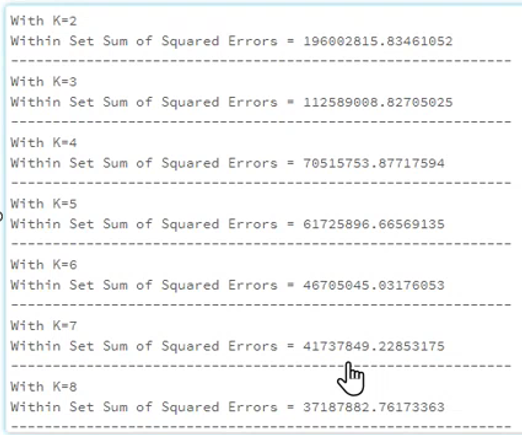 With K=2
Within Set Sum of Squared Errors = 196002815.83461052
------------------------------------------------------------
With K=3
Within Set Sum of Squared Errors = 112589008.82705025
------------------------------------------------------------
With K=4
Within Set Sum of Squared Errors = 70515753.87717594
------------------------------------------------------------
With K=5
Within Set Sum of Squared Errors = 61725896.66569135
------------------------------------------------------------
With K=6
Within Set Sum of Squared Errors = 46705045.03176053
------------------------------------------------------------
With K=7
Within Set Sum of Squared Errors = 41737849.22853175
------------------------------------------------------------
With K=8
Within Set Sum of Squared Errors = 37187882.76173363
------------------------------------------------------------